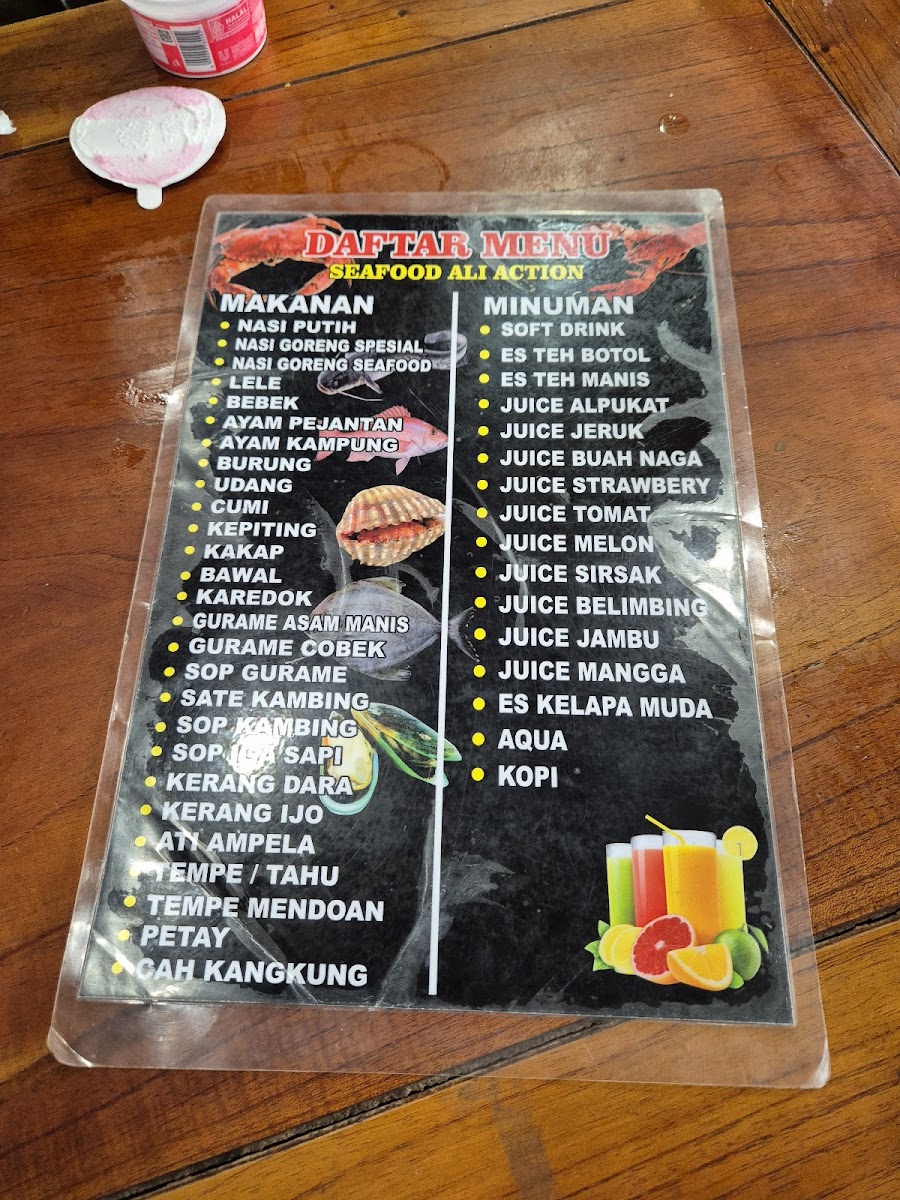 HALAL
DAFTAR MENU
SEAFOOD ALI ACTION
MAKANAN
NASI PUTIH
NASI GORENG SPESIAL
NASI GORENG SEAFOOD
LELE
BEBEK
AYAM PEJANTAN
AYAM KAMPUNG
BURUNG
UDANG
CUMI
KEPITING
KAKAP
BAWAL
KAREDOK
GURAME ASAM MANIS
GURAME COBEK
SOP GURAME
SATE KAMBING
SOP KAMBING
SOP IGA SAPI
KERANG DARA
KERANG IJO
ATI AMPELA
TEMPE / TAHU
TEMPE MENDOAN
PETAY
CAH KANGKUNG
MINUMAN
SOFT DRINK
ES TEH BOTOL
ES TEH MANIS
JUICE ALPUKAT
JUICE JERUK
JUICE BUAH NAGA
JUICE STRAWBERY
JUICE TOMAT
JUICE MELON
JUICE SIRSAK
JUICE BELIMBING
JUICE JAMBU
JUICE MANGGA
ES KELAPA MUDA
AQUA
KOPI